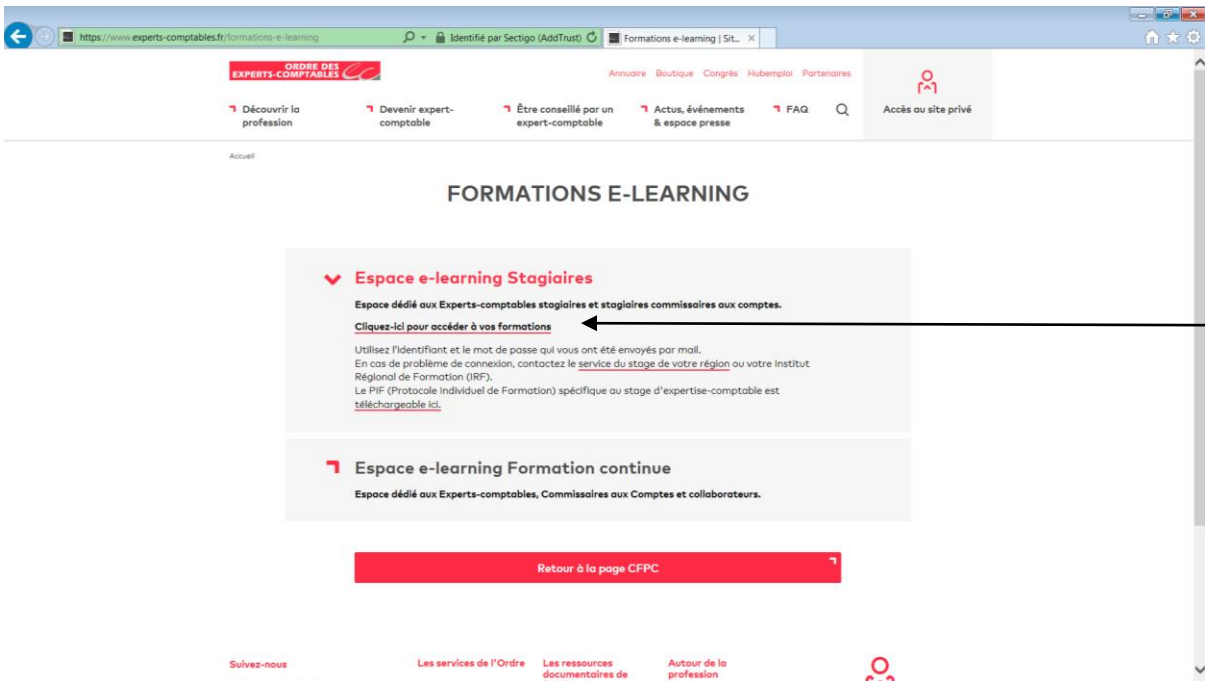 https://www.experts-comptables.fr/formations-e-learning
Identifié par Sectigo (AddTrust)
Formations e-learning | Sit...
ORDRE DES
EXPERTS-COMPTABLES
Annuaire Boutique Congrès Hubemploi Partenaires
Accès au site privé
Découvrir la
profession
Devenir expert-
comptable
Être conseillé par un
expert-comptable
Actus, événements
& espace presse
FAQ
Accueil
FORMATIONS E-LEARNING
Espace e-learning Stagiaires
Espace dédié aux Experts-comptables stagiaires et stagiaires commissaires aux comptes.
Cliquez-ici pour accéder à vos formations
Utilisez l'identifiant et le mot de passe qui vous ont été envoyés par mail.
En cas de problème de connexion, contactez le service du stage de votre région ou votre Institut
Régional de Formation (IRF).
Le PIF (Protocole Individuel de Formation) spécifique au stage d'expertise-comptable est
téléchargeable ici.
Espace e-learning Formation continue
Espace dédié aux Experts-comptables, Commissaires aux Comptes et collaborateurs.
Retour à la page CFPC
Suivez-nous
Les services de l'Ordre
Les ressources
documentaires de
Autour de la
profession